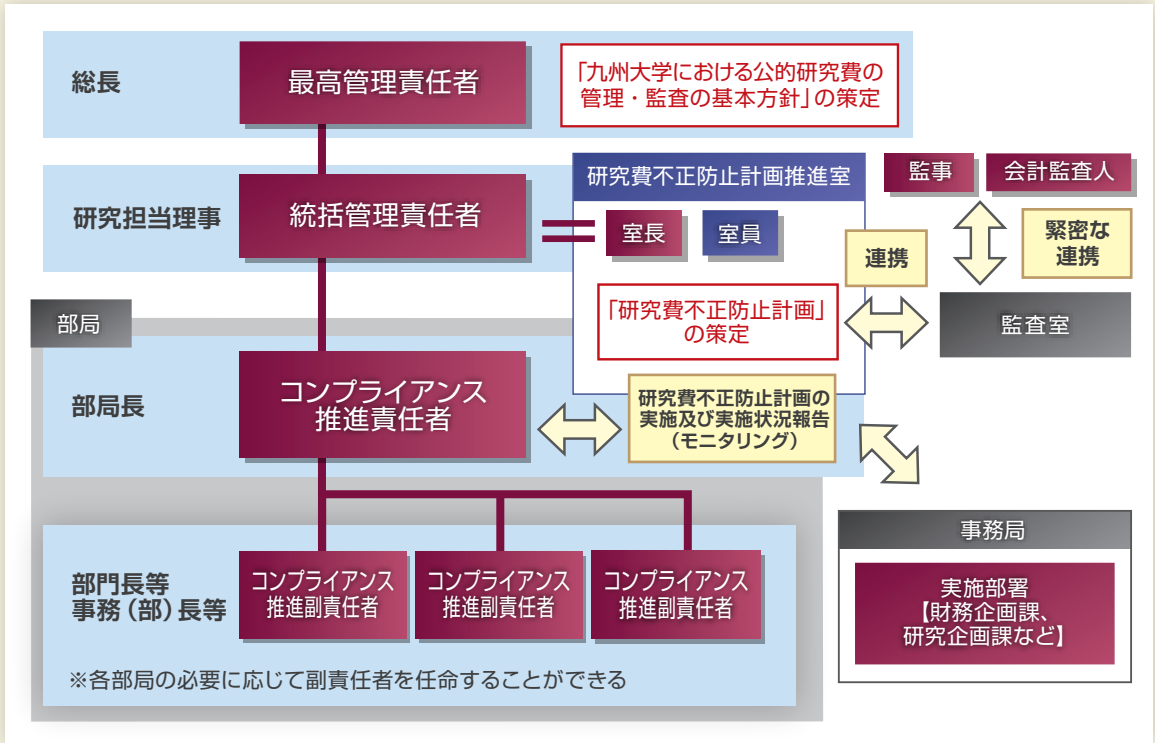 総長
最高管理責任者
「九州大学における公的研究費の
管理・監査の基本方針」の策定
研究担当理事
統括管理責任者
研究費不正防止計画推進室
室長
室員
「研究費不正防止計画」
の策定
監事
会計監査人
連携
緊密な
連携
監査室
部局
部局長
コンプライアンス
推進責任者
研究費不正防止計画の
実施及び実施状況報告
（モニタリング）
部門長等
事務（部）長等
コンプライアンス
推進副責任者
コンプライアンス
推進副責任者
コンプライアンス
推進副責任者
※各部局の必要に応じて副責任者を任命することができる
事務局
実施部署
【財務企画課、
研究企画課など】